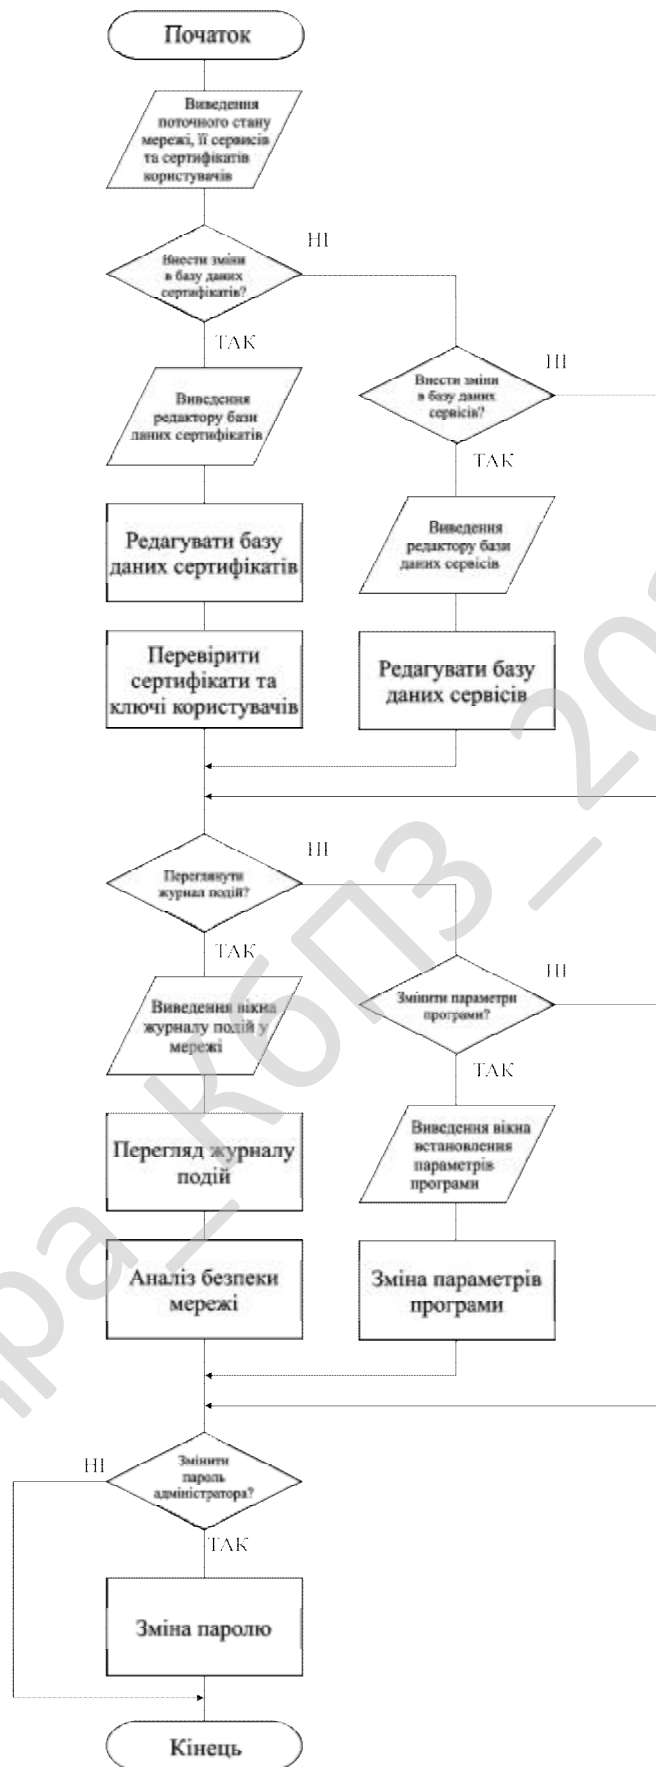 Початок
Виведення
поточного стану
мережі, її сервисів
та сертифікатів
користувачів
НІ
Внести зміни
в базу даних
сертифікатів?
ТАК
НІ
Внести зміни
в базу даних
сервісів?
Виведення
редактору бази
даних сертифікатів
ТАК
Виведення
редактору бази
даних сервісів
Редагувати базу
даних сертифікатів
Перевірити
сертифікати та
ключі користувачів
Редагувати базу
даних сервісів
НІ
Переглянути
журнал подій?
ТАК
НІ
Змінити параметри
програми?
Виведення вікна
журналу подій у
мережі
ТАК
Виведення вікна
встановлення
параметрів
програми
Перегляд журналу
подій
Аналіз безпеки
мережі
Зміна параметрів
програми
НІ
Змінити
пароль
адміністратора?
ТАК
Зміна паролю
Кінець
ра_КбПЗ_20